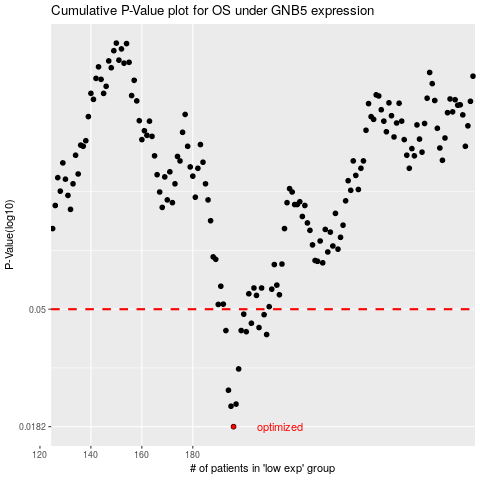 Cumulative P-Value plot for OS under GNB5 expression
P-Value(log10)
0.05
0.0182
optimized
120 140 160 180
# of patients in 'low exp' group